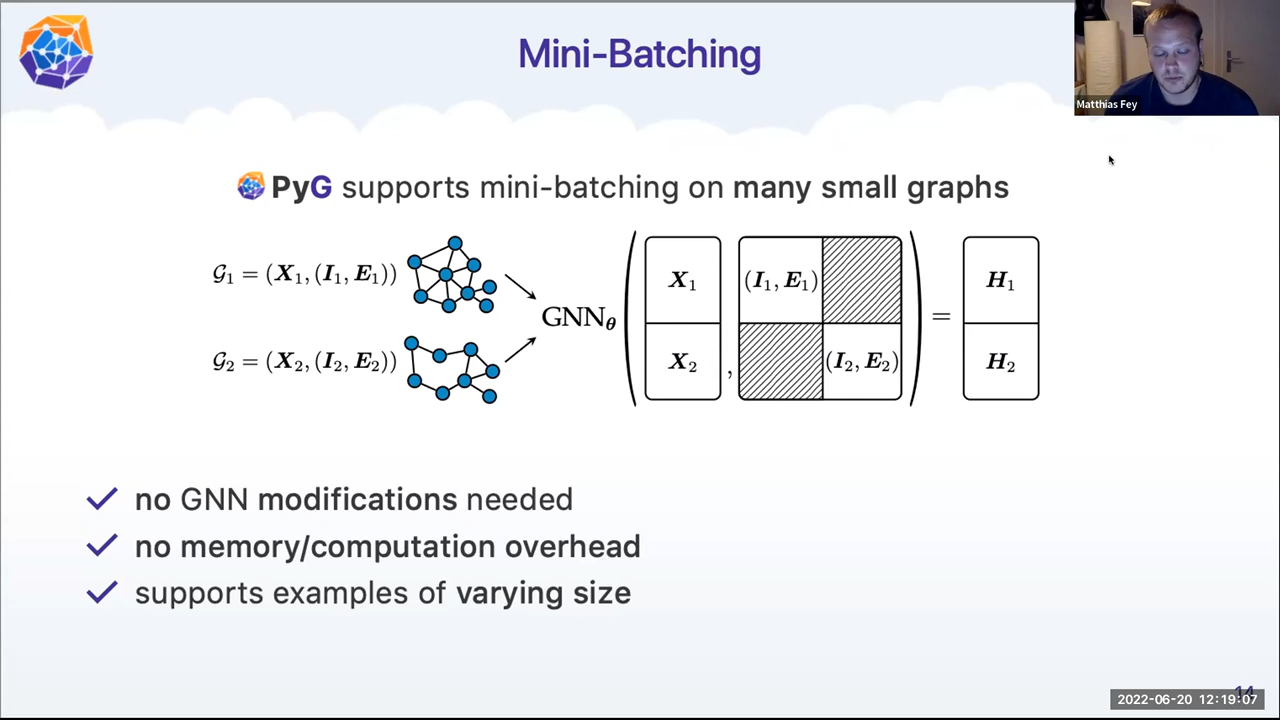 Mini-Batching
Matthias Fey
PyG supports mini-batching on many small graphs
𝒢₁ = (X₁, (I₁, E₁))
𝒢₂ = (X₂, (I₂, E₂))
GNN_θ
X₁
(I₁, E₁)
X₂ , (I₂, E₂)
=
H₁
H₂
no GNN modifications needed
no memory/computation overhead
supports examples of varying size
14
2022-06-20 12:19:07